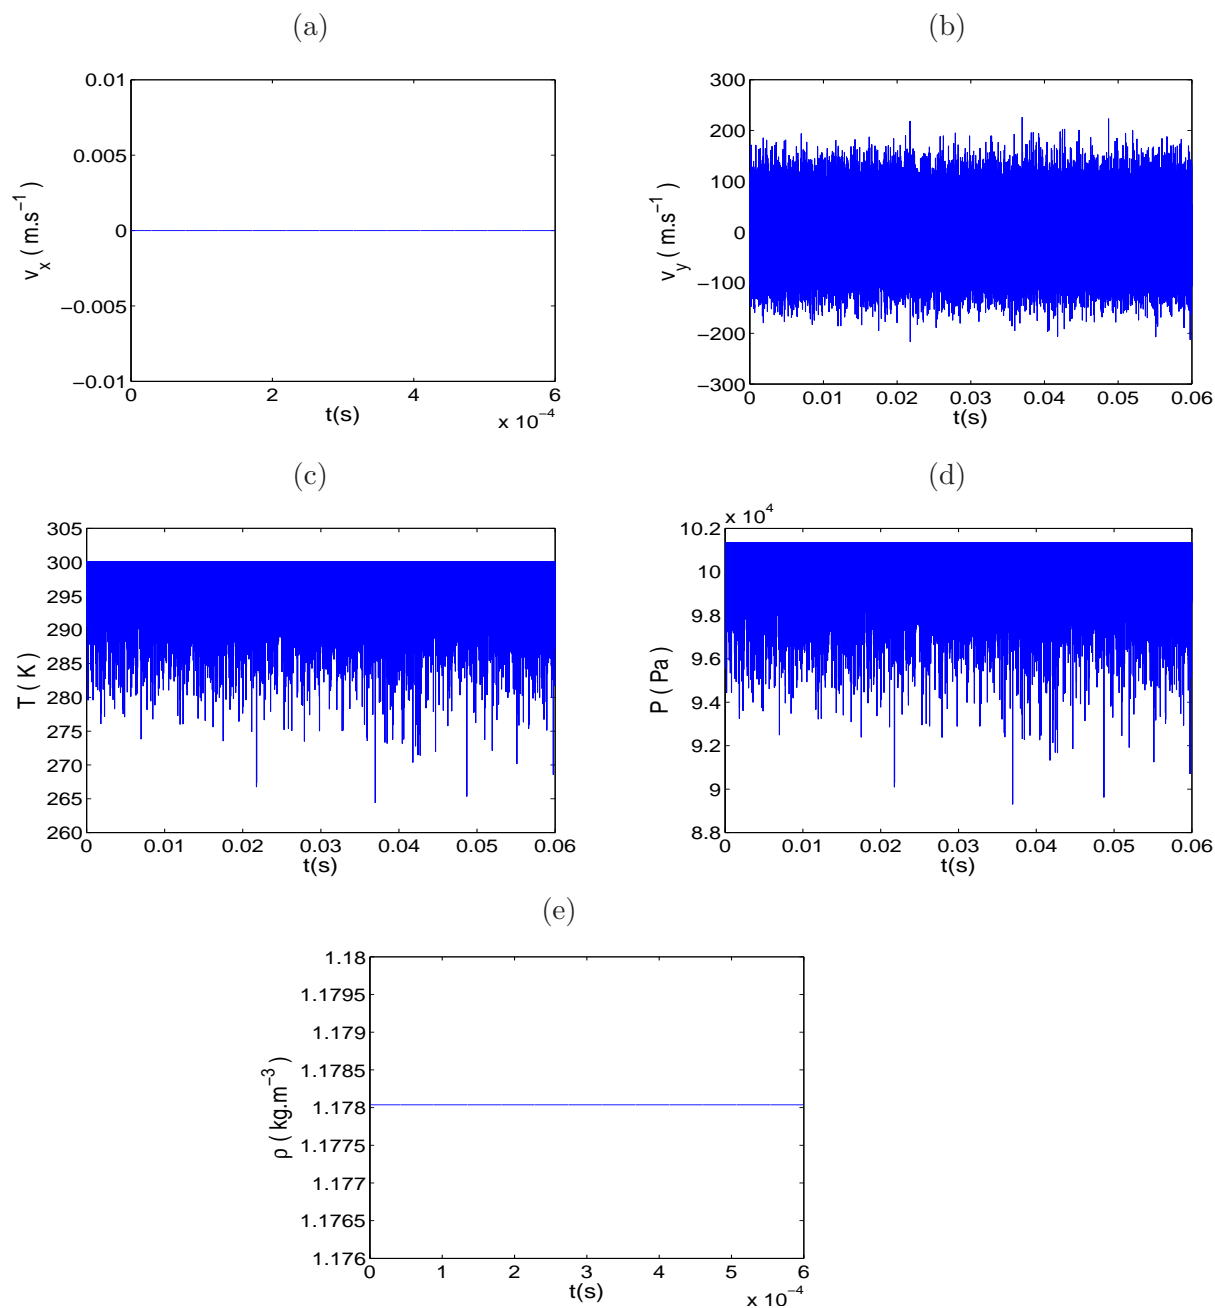 (a)
0.01
0.005
0
−0.005
−0.01
v_x ( m.s⁻¹ )
0 2 4 6
t(s)
x 10⁻⁴
(b)
300
200
100
0
−100
−200
−300
v_y ( m.s⁻¹ )
0 0.01 0.02 0.03 0.04 0.05 0.06
t(s)
(c)
305
300
295
290
285
280
275
270
265
260
T ( K )
0 0.01 0.02 0.03 0.04 0.05 0.06
t(s)
(d)
x 10⁴
10.2
10
9.8
9.6
9.4
9.2
9
8.8
P ( Pa )
0 0.01 0.02 0.03 0.04 0.05 0.06
t(s)
(e)
1.18
1.1795
1.179
1.1785
1.178
1.1775
1.177
1.1765
1.176
ρ ( kg.m⁻³ )
0 1 2 3 4 5 6
t(s)
x 10⁻⁴